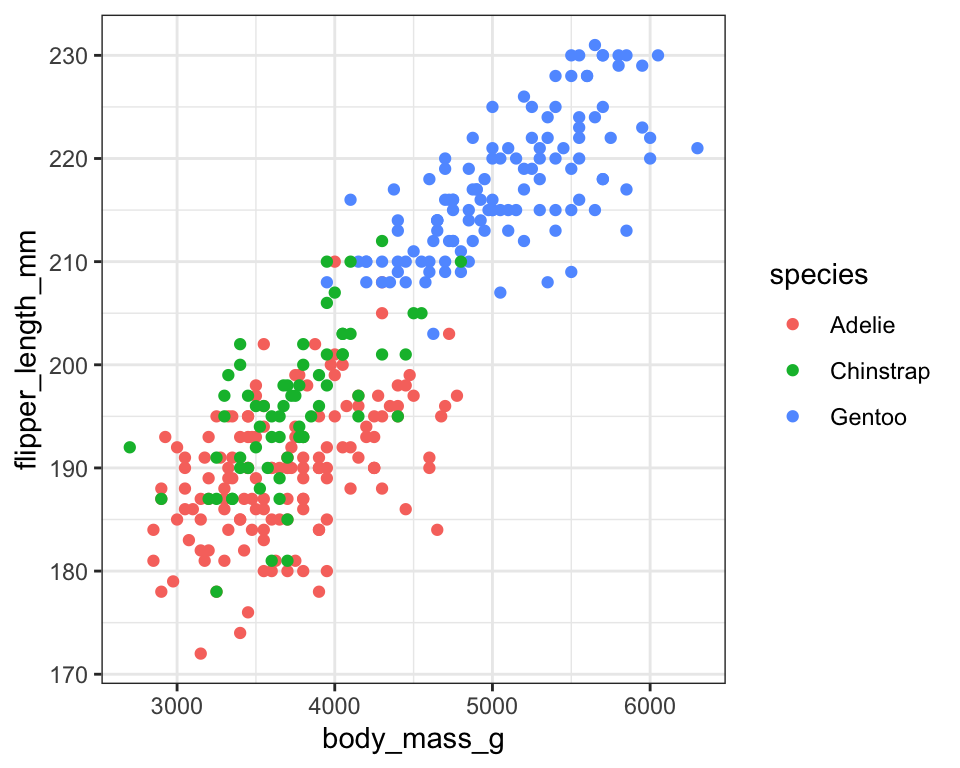 230
220
210
200
190
180
170
flipper_length_mm
3000 4000 5000 6000
body_mass_g
species
Adelie
Chinstrap
Gentoo